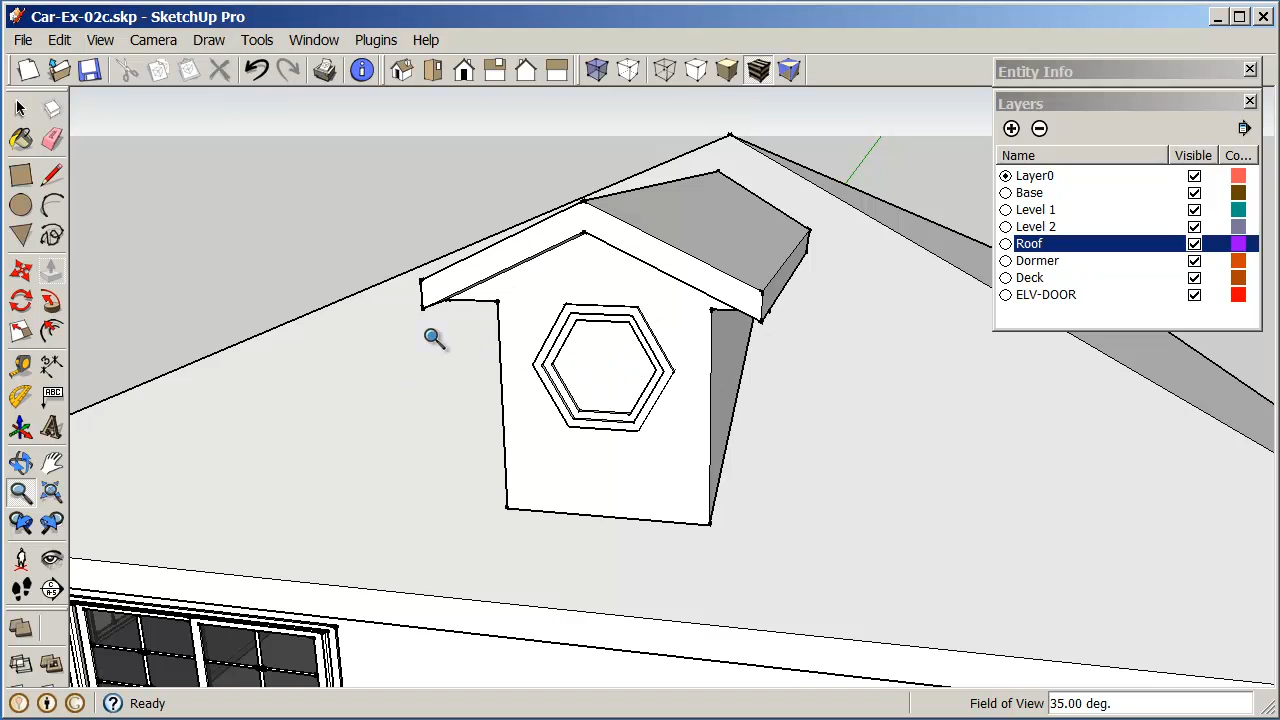 Car-Ex-02c.skp - SketchUp Pro
File Edit View Camera Draw Tools Window Plugins Help
Entity Info
Layers
Name Visible Co...
Layer0
Base
Level 1
Level 2
Roof
Dormer
Deck
ELV-DOOR
ABC
C
A-5
Ready Field of View 35.00 deg.